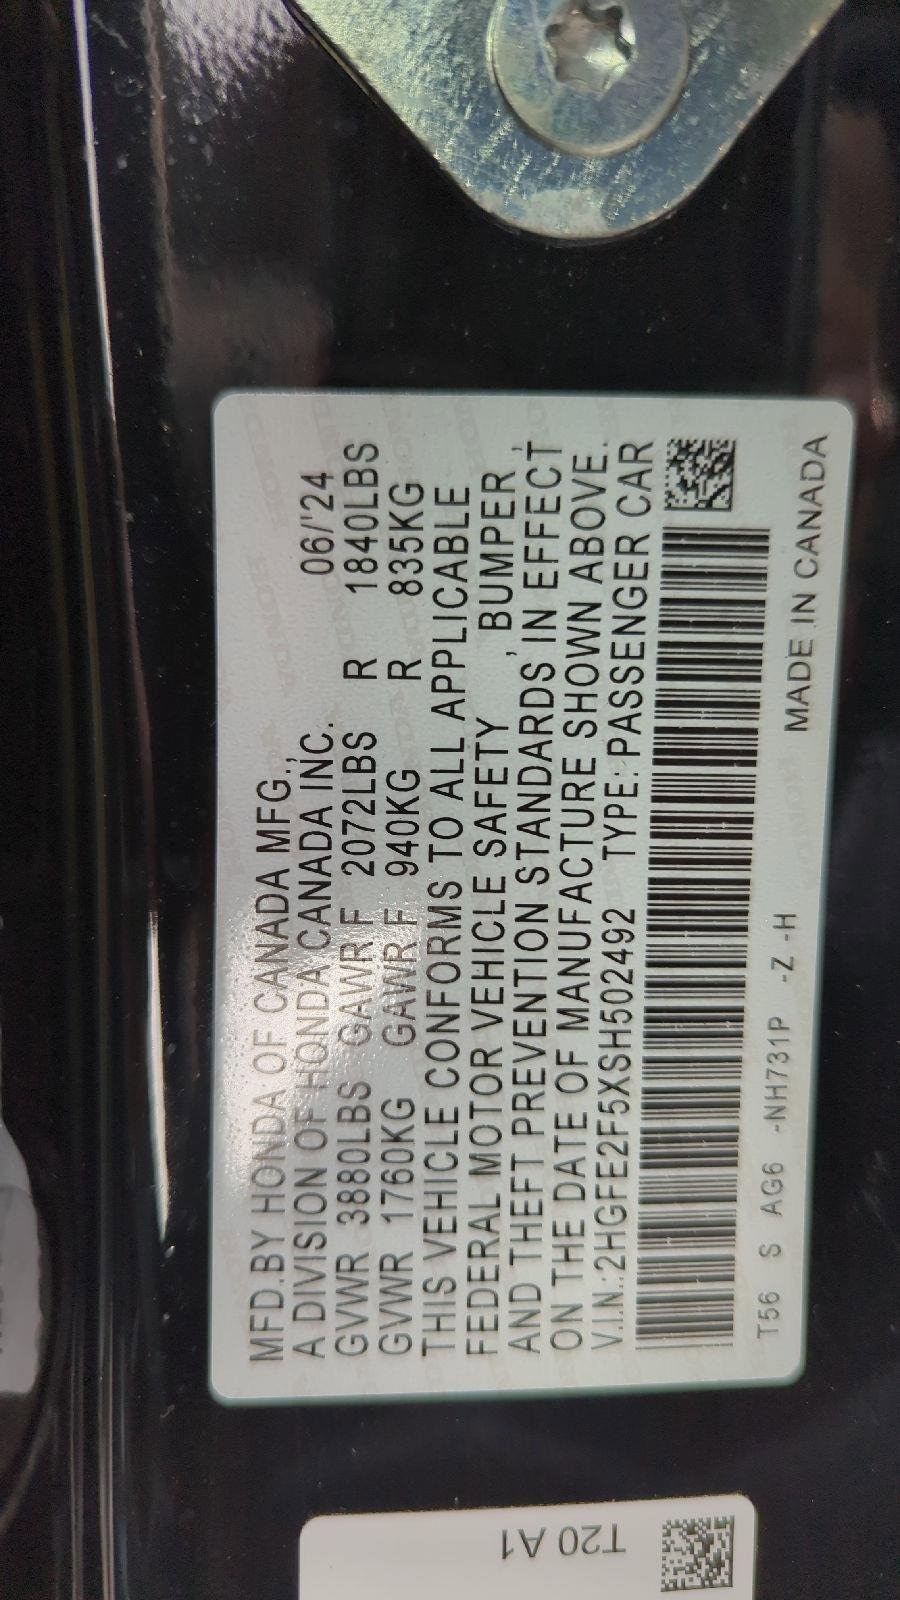 MFD.BY HONDA OF CANADA MFG.,
A DIVISION OF HONDA CANADA INC. 06/'24
GVWR 3880LBS GAWR F 2072LBS R 1840LBS
GVWR 1760KG GAWR F 940KG R 835KG
THIS VEHICLE CONFORMS TO ALL APPLICABLE
FEDERAL MOTOR VEHICLE SAFETY, BUMPER,
AND THEFT PREVENTION STANDARDS IN EFFECT
ON THE DATE OF MANUFACTURE SHOWN ABOVE.
V.I.N.:2HGFE2F5XSH502492 TYPE:PASSENGER CAR
MADE IN CANADA
T56 S AG6 -NH731P -Z -H
T20 A1